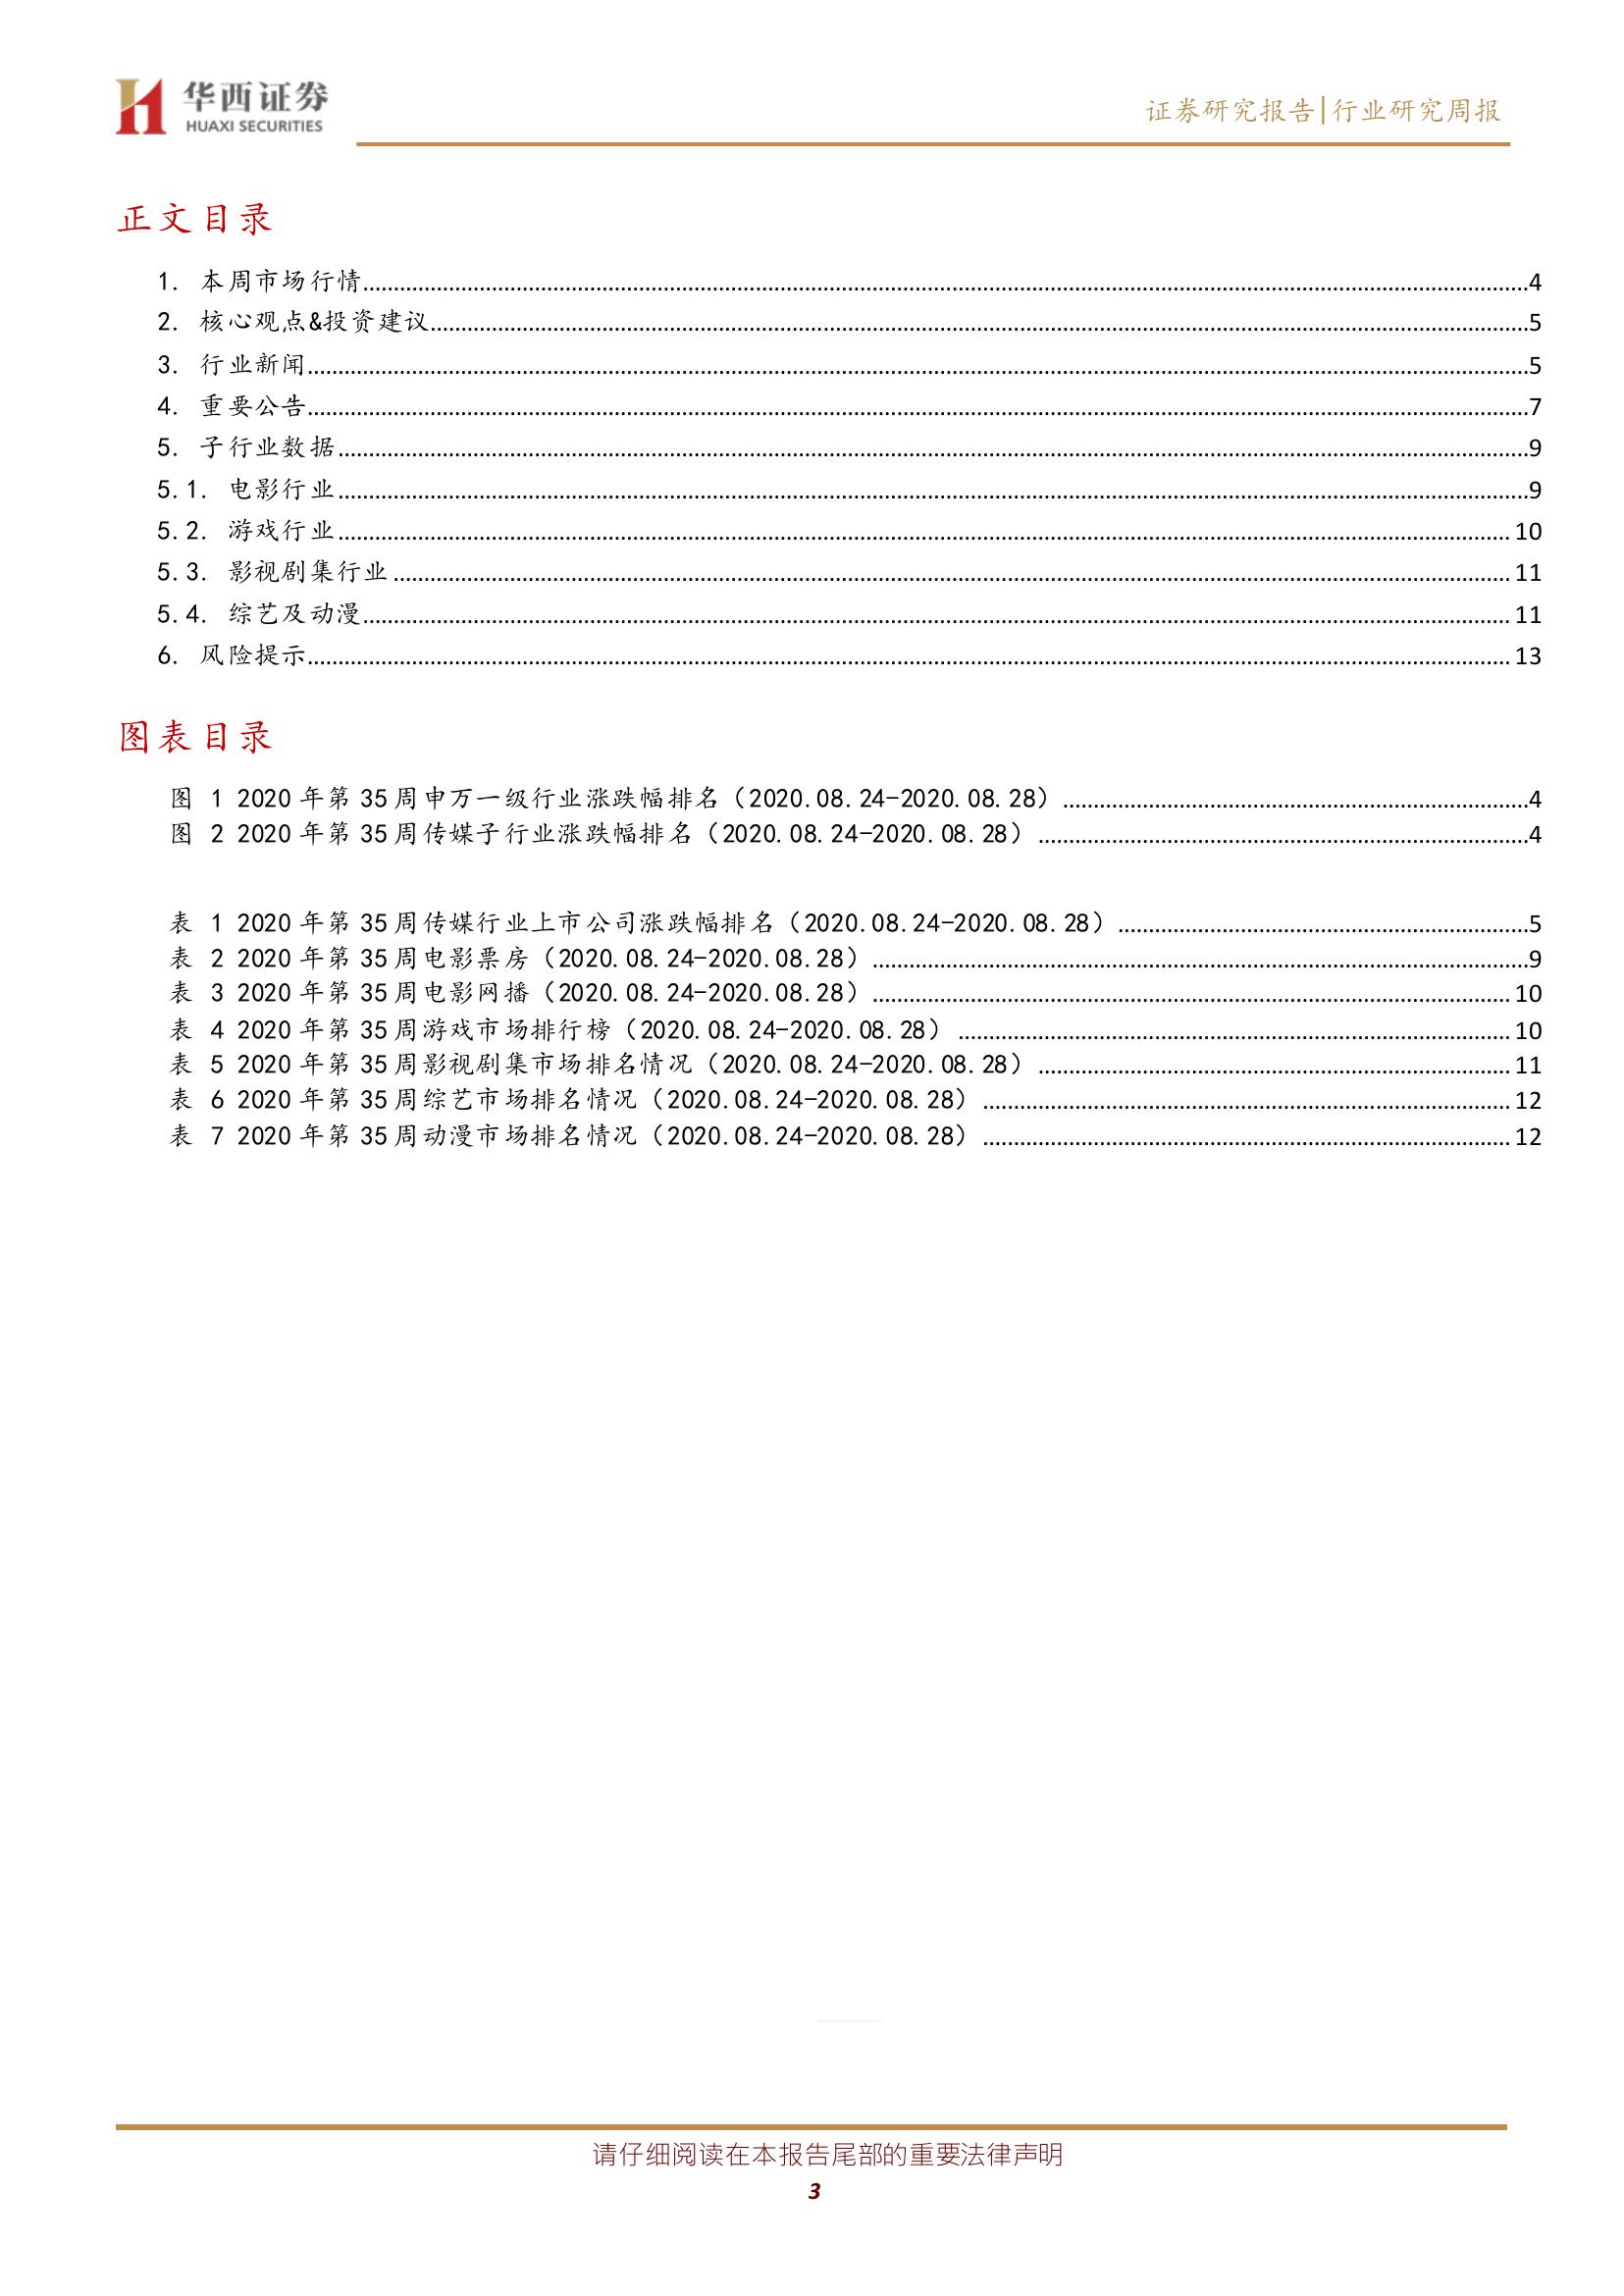 华西证券
HUAXI SECURITIES
证券研究报告|行业研究周报
正文目录
1. 本周市场行情 4
2. 核心观点&投资建议 5
3. 行业新闻 5
4. 重要公告 7
5. 子行业数据 9
5.1. 电影行业 9
5.2. 游戏行业 10
5.3. 影视剧集行业 11
5.4. 综艺及动漫 11
6. 风险提示 13
图表目录
图 1 2020 年第 35 周申万一级行业涨跌幅排名（2020.08.24-2020.08.28） 4
图 2 2020 年第 35 周传媒子行业涨跌幅排名（2020.08.24-2020.08.28） 4
表 1 2020 年第 35 周传媒行业上市公司涨跌幅排名（2020.08.24-2020.08.28） 5
表 2 2020 年第 35 周电影票房（2020.08.24-2020.08.28） 9
表 3 2020 年第 35 周电影网播（2020.08.24-2020.08.28） 10
表 4 2020 年第 35 周游戏市场排行榜（2020.08.24-2020.08.28） 10
表 5 2020 年第 35 周影视剧集市场排名情况（2020.08.24-2020.08.28） 11
表 6 2020 年第 35 周综艺市场排名情况（2020.08.24-2020.08.28） 12
表 7 2020 年第 35 周动漫市场排名情况（2020.08.24-2020.08.28） 12
请仔细阅读在本报告尾部的重要法律声明
3